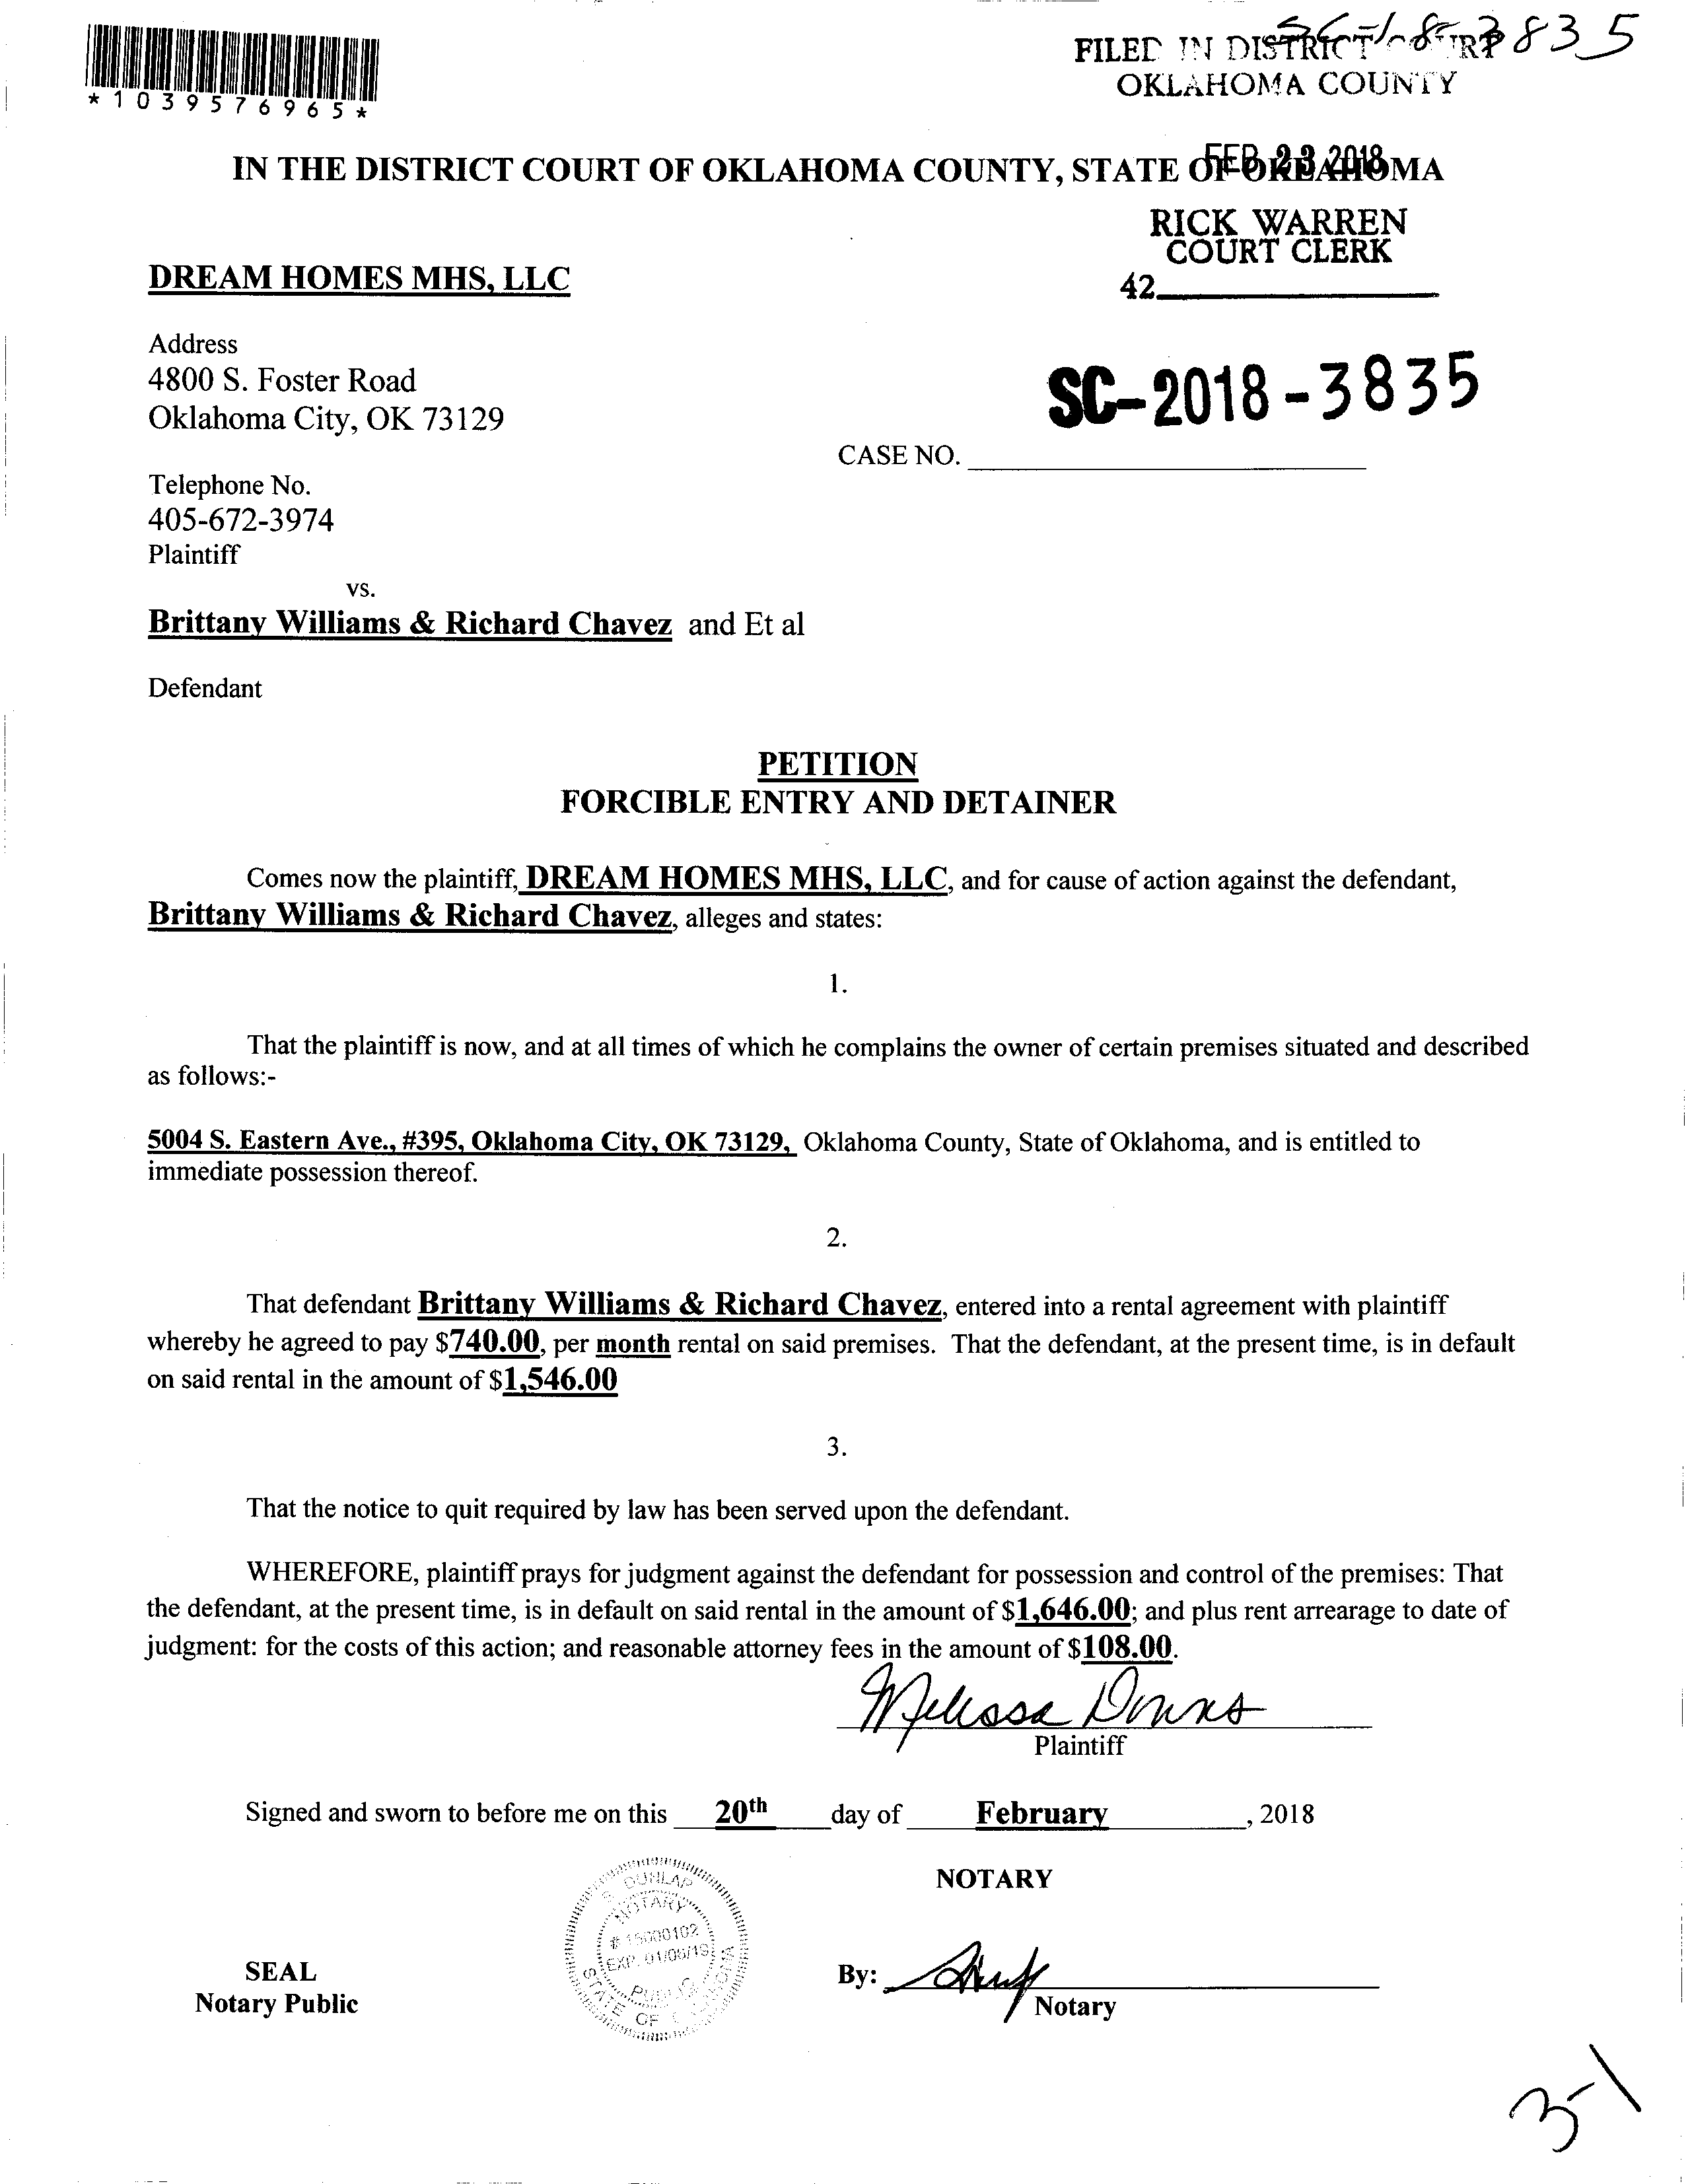 *1039576965*
SC-18-3835
FILED IN DISTRICT COURT
OKLAHOMA COUNTY
FEB 23 2018
IN THE DISTRICT COURT OF OKLAHOMA COUNTY, STATE OF OKLAHOMA
RICK WARREN
COURT CLERK
42
DREAM HOMES MHS, LLC
Address
4800 S. Foster Road
Oklahoma City, OK 73129
SC-2018-3835
CASE NO.
Telephone No.
405-672-3974
Plaintiff
vs.
Brittany Williams & Richard Chavez and Et al
Defendant
PETITION
FORCIBLE ENTRY AND DETAINER
Comes now the plaintiff, DREAM HOMES MHS, LLC, and for cause of action against the defendant,
Brittany Williams & Richard Chavez, alleges and states:
1.
That the plaintiff is now, and at all times of which he complains the owner of certain premises situated and described
as follows:-
5004 S. Eastern Ave., #395, Oklahoma City, OK 73129, Oklahoma County, State of Oklahoma, and is entitled to
immediate possession thereof.
2.
That defendant Brittany Williams & Richard Chavez, entered into a rental agreement with plaintiff
whereby he agreed to pay $740.00, per month rental on said premises. That the defendant, at the present time, is in default
on said rental in the amount of $1,546.00
3.
That the notice to quit required by law has been served upon the defendant.
WHEREFORE, plaintiff prays for judgment against the defendant for possession and control of the premises: That
the defendant, at the present time, is in default on said rental in the amount of $1,646.00; and plus rent arrearage to date of
judgment: for the costs of this action; and reasonable attorney fees in the amount of $108.00.
Melissa Downs
Plaintiff
Signed and sworn to before me on this 20th day of February, 2018
NOTARY
S DUNLAP
NOTARY
# 15000102
EXP. 01/05/19
PUBLIC
STATE OF OKLAHOMA
SEAL
Notary Public
By:
Notary
3-1